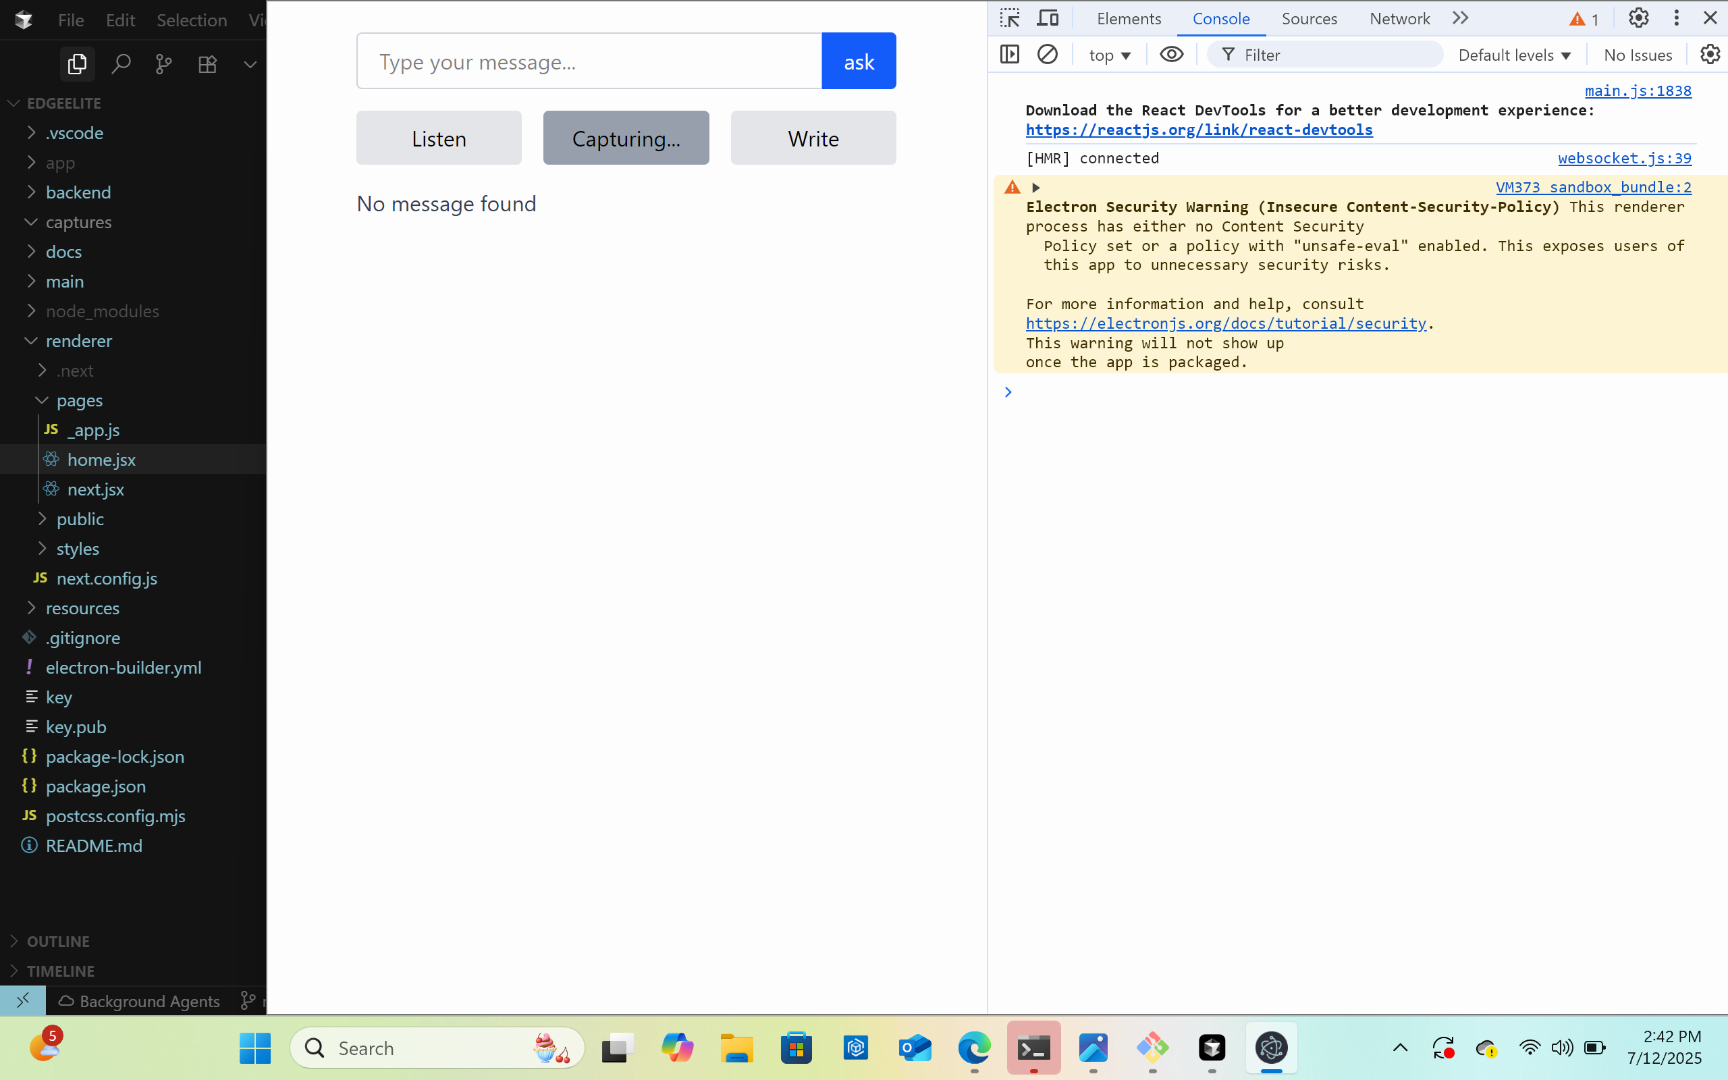 File Edit Selection Vi
EDGEELITE
.vscode
app
backend
captures
docs
main
node_modules
renderer
.next
pages
JS _app.js
home.jsx
next.jsx
public
styles
JS next.config.js
resources
.gitignore
! electron-builder.yml
key
key.pub
{} package-lock.json
{} package.json
JS postcss.config.mjs
README.md
OUTLINE
TIMELINE
Background Agents
Type your message...
ask
Listen
Capturing...
Write
No message found
Elements Console Sources Network 1
top Filter Default levels No Issues
main.js:1838
Download the React DevTools for a better development experience:
https://reactjs.org/link/react-devtools
[HMR] connected websocket.js:39
VM373 sandbox_bundle:2
Electron Security Warning (Insecure Content-Security-Policy) This renderer
process has either no Content Security
Policy set or a policy with "unsafe-eval" enabled. This exposes users of
this app to unnecessary security risks.
For more information and help, consult
https://electronjs.org/docs/tutorial/security.
This warning will not show up
once the app is packaged.
5
Search
2:42 PM
7/12/2025